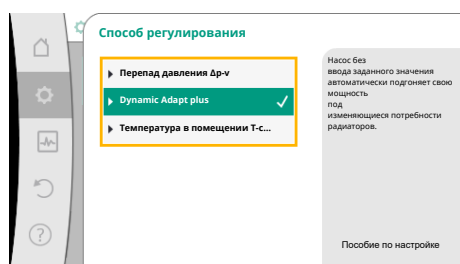 Способ регулирования
Перепад давления Δp-v
Dynamic Adapt plus
Температура в помещении T-c...
Насос без
ввода заданного значения
автоматически подгоняет свою
мощность
под
изменяющиеся потребности
радиаторов.
Пособие по настройке